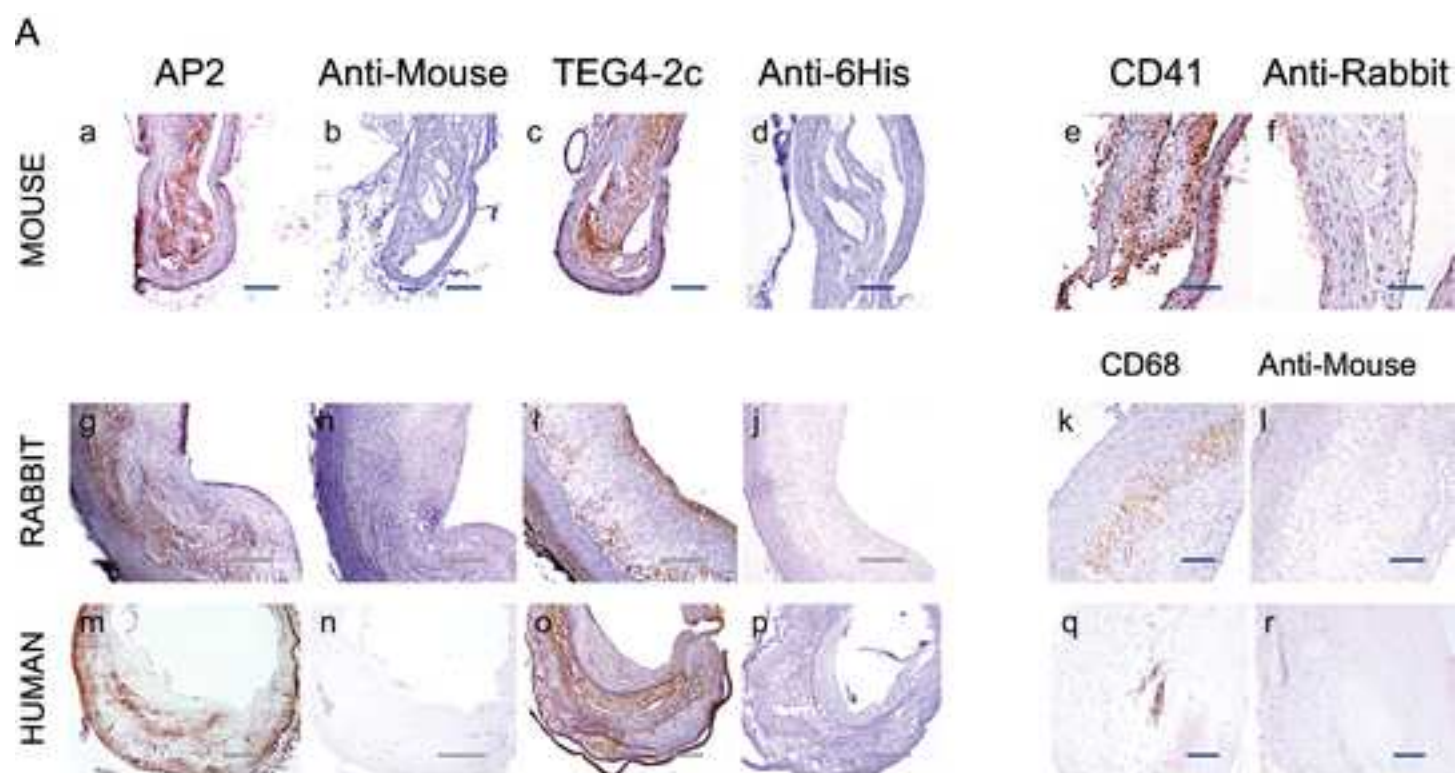 A
AP2 Anti-Mouse TEG4-2c Anti-6His CD41 Anti-Rabbit
MOUSE
a b c d e f
CD68 Anti-Mouse
RABBIT
g h i j k l
HUMAN
m n o p q r